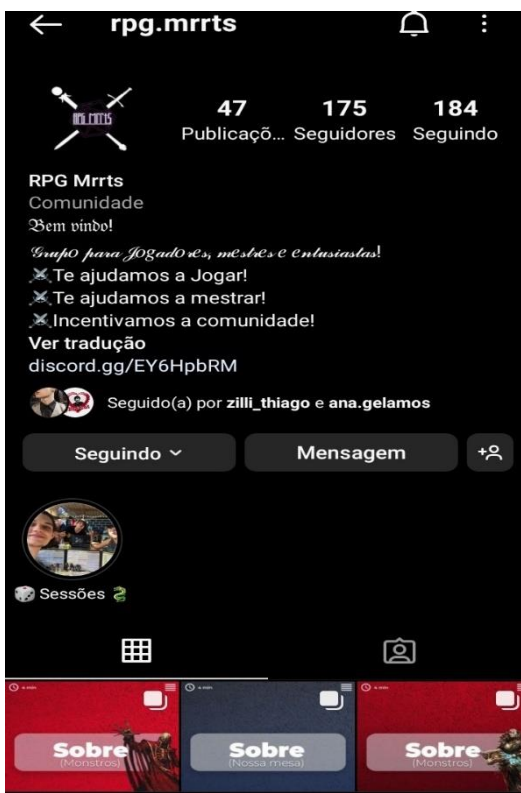 rpg.mrrts
RPG MRRTS
47 175 184
Publicaçõ... Seguidores Seguindo
RPG Mrrts
Comunidade
Bem vindo!
Grupo para Jogadores, mestres e entusiastas!
⚔️Te ajudamos a Jogar!
⚔️Te ajudamos a mestrar!
⚔️Incentivamos a comunidade!
Ver tradução
discord.gg/EY6HpbRM
Seguido(a) por zilli_thiago e ana.gelamos
Seguindo Mensagem
🎲 Sessões 🐉
Sobre Sobre Sobre
(Monstros) (Nossa mesa) (Monstros)